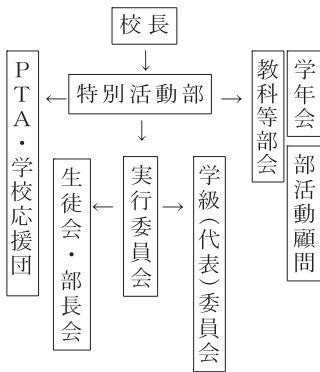 校長
特別活動部
PTA・学校応援団
教科等部会
学年会
部活動顧問
生徒会・部長会
実行委員会
学級（代表）委員会